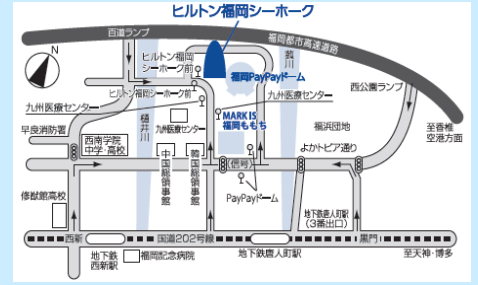 ヒルトン福岡シーホーク
百道ランプ
福岡都市高速道路
N
ヒルトン福岡
シーホーク前
樋井川
菰川
福岡PayPayドーム
西公園ランプ
ヒルトン福岡シーホーク前
九州医療センター
九州医療センター
MARK IS
福岡ももち
九州医療センター
早良消防署
福浜団地
至香椎
空港方面
西南学院
中学・高校
中国総領事館
韓国総領事館
よかトピア通り
(信号)
修猷館高校
PayPayドーム
地下鉄唐人町駅
(3番出口)
西新
国道202号線
黒門
地下鉄
西新駅
福岡記念病院
地下鉄唐人町駅
至天神・博多